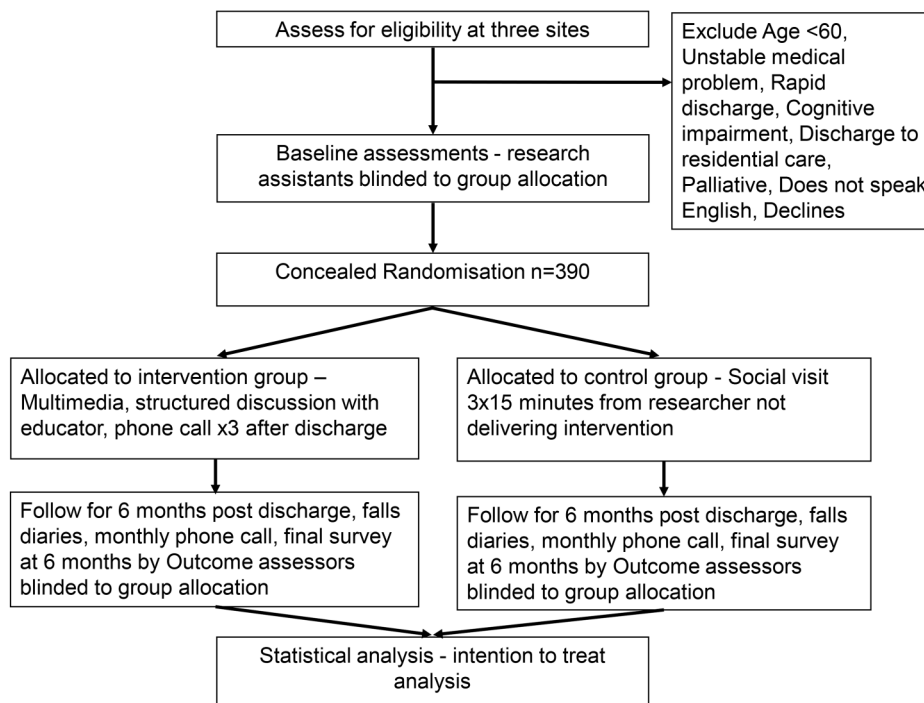 Assess for eligibility at three sites
Exclude Age <60,
Unstable medical
problem, Rapid
discharge, Cognitive
impairment, Discharge to
residential care,
Palliative, Does not speak
English, Declines
Baseline assessments - research
assistants blinded to group allocation
Concealed Randomisation n=390
Allocated to intervention group –
Multimedia, structured discussion with
educator, phone call x3 after discharge
Allocated to control group - Social visit
3x15 minutes from researcher not
delivering intervention
Follow for 6 months post discharge, falls
diaries, monthly phone call, final survey
at 6 months by Outcome assessors
blinded to group allocation
Follow for 6 months post discharge, falls
diaries, monthly phone call, final survey
at 6 months by Outcome assessors
blinded to group allocation
Statistical analysis - intention to treat
analysis